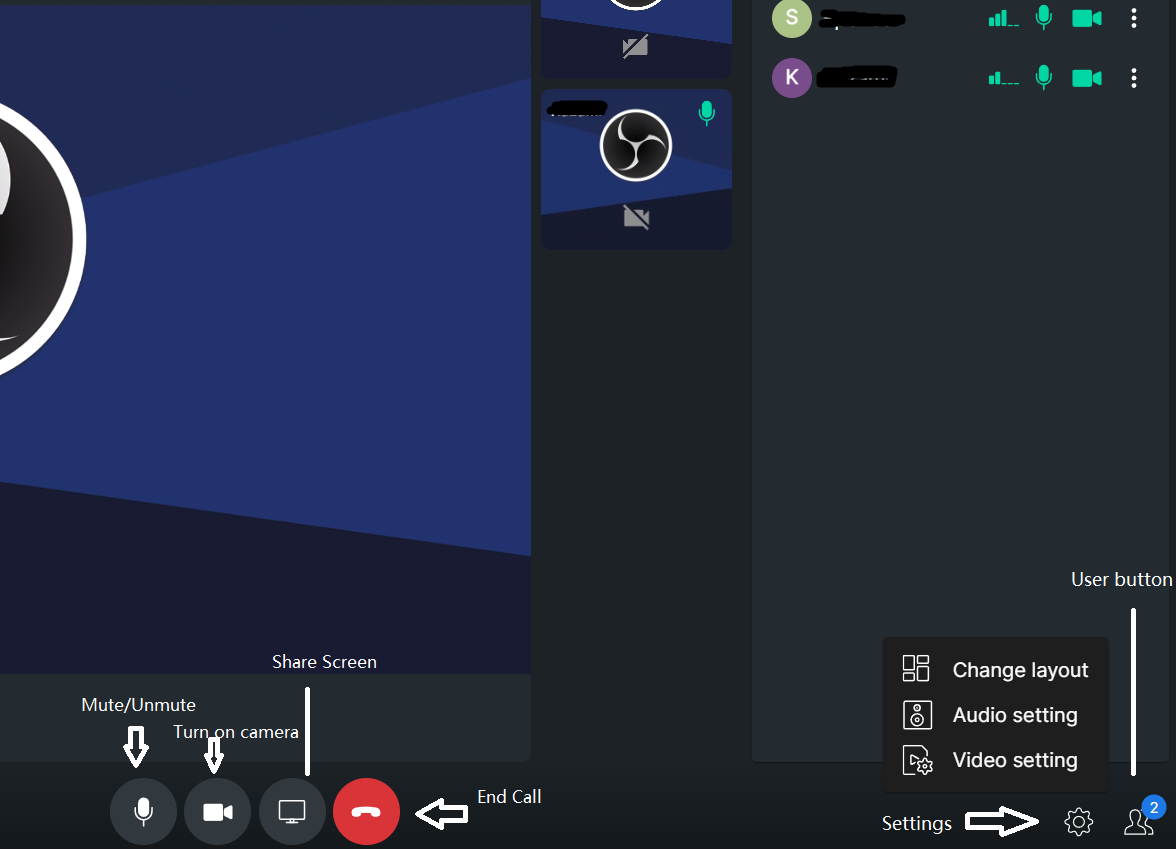 S
K
User button
Share Screen
Change layout
Mute/Unmute
Audio setting
Turn on camera
Video setting
End Call
2
Settings